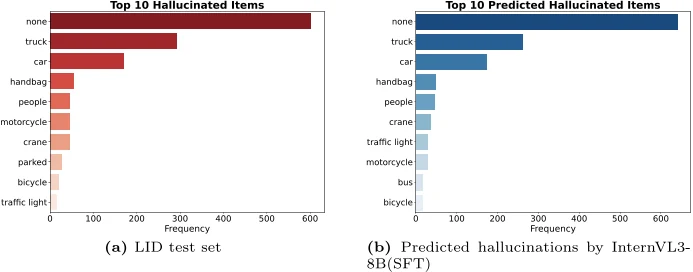 Top 10 Hallucinated Items
none
truck
car
handbag
people
motorcycle
crane
parked
bicycle
traffic light
0 100 200 300 400 500 600
Frequency
(a) LID test set
Top 10 Predicted Hallucinated Items
none
truck
car
handbag
people
crane
traffic light
motorcycle
bus
bicycle
0 100 200 300 400 500 600
Frequency
(b) Predicted hallucinations by InternVL3-
8B(SFT)